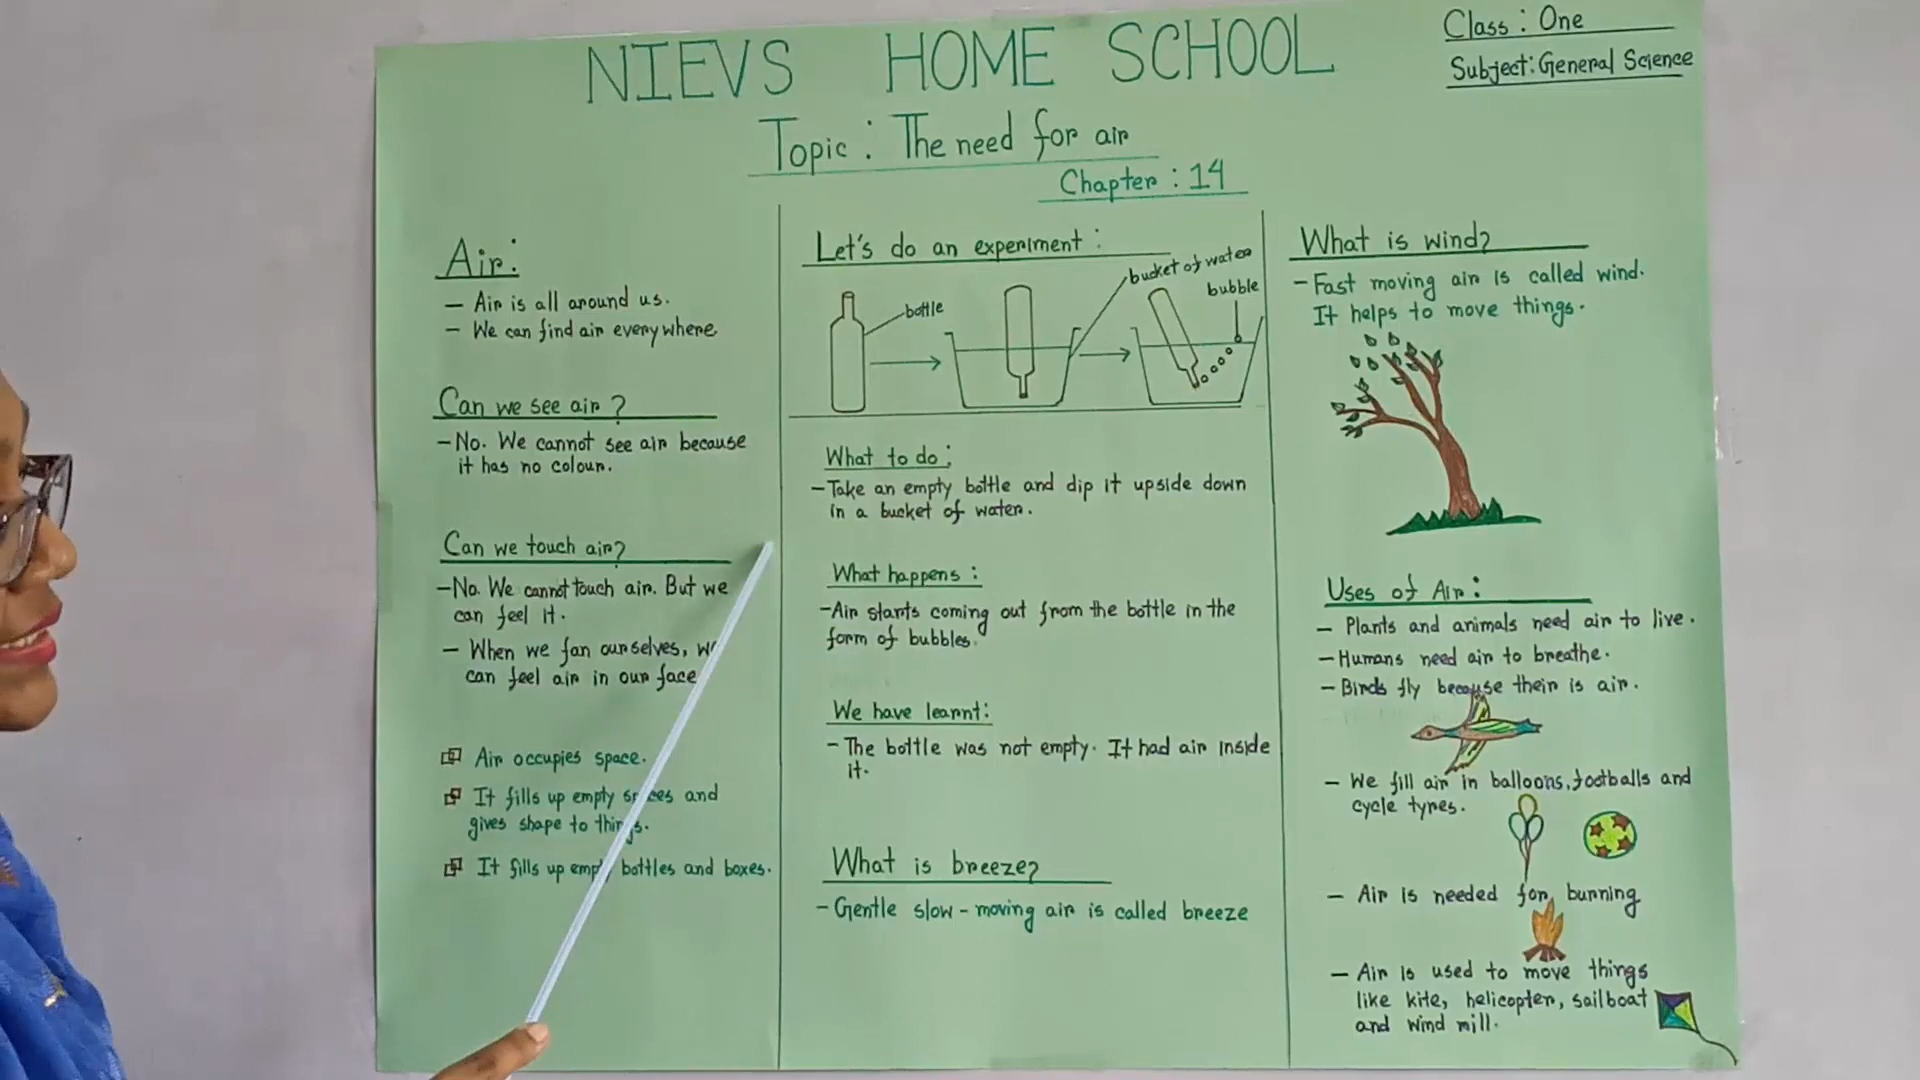 NIEVS HOME SCHOOL
Class : One
Subject: General Science
Topic : The need for air
Chapter : 14
Air:
– Air is all around us.
– We can find air everywhere.
Can we see air ?
– No. We cannot see air because
it has no colour.
Can we touch air?
– No. We cannot touch air. But we
can feel it.
– When we fan ourselves, we
can feel air in our face
Air occupies space.
It fills up empty spaces and
gives shape to things.
It fills up empty bottles and boxes.
Let's do an experiment :
bottle
bucket of water
bubble
What to do :
– Take an empty bottle and dip it upside down
in a bucket of water.
What happens :
– Air starts coming out from the bottle in the
form of bubbles.
We have learnt:
– The bottle was not empty. It had air inside
it.
What is breeze?
– Gentle slow – moving air is called breeze
What is wind?
– Fast moving air is called wind.
It helps to move things.
Uses of Air:
– Plants and animals need air to live.
– Humans need air to breathe.
– Birds fly because their is air.
– We fill air in balloons, footballs and
cycle tyres.
– Air is needed for burning
– Air is used to move things
like kite, helicopter, sailboat
and wind mill.